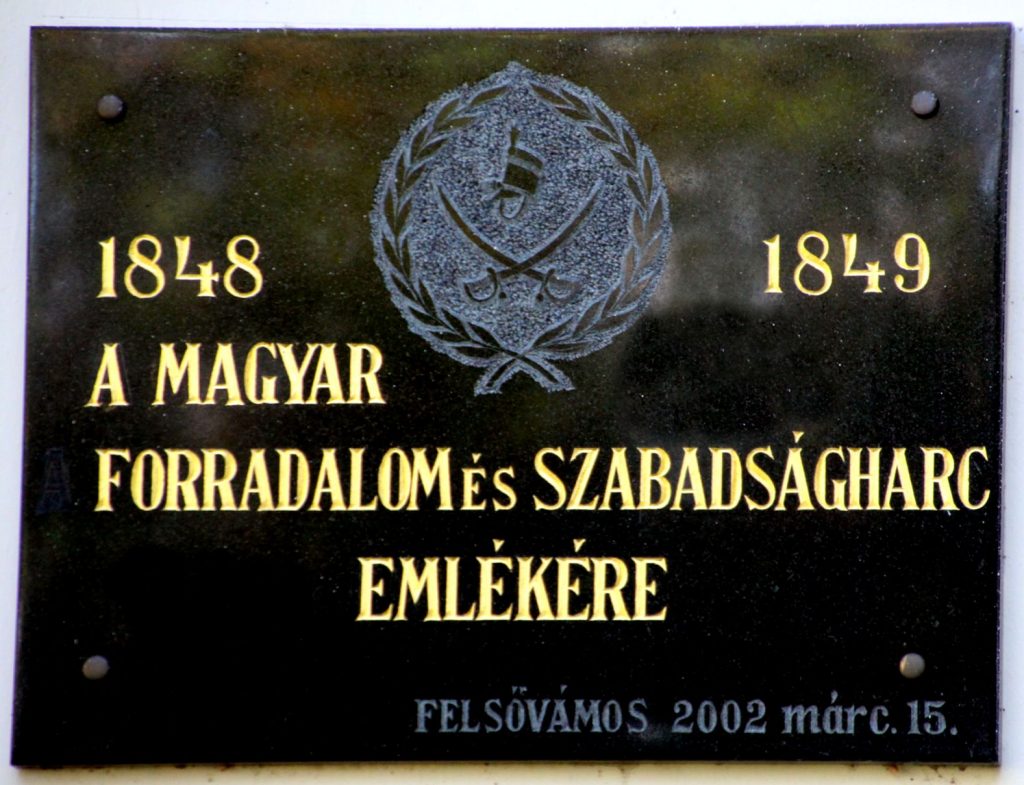 1848 1849
A MAGYAR
FORRADALOM és SZABADSÁGHARC
EMLÉKÉRE
FELSŐVÁMOS 2002 márc. 15.